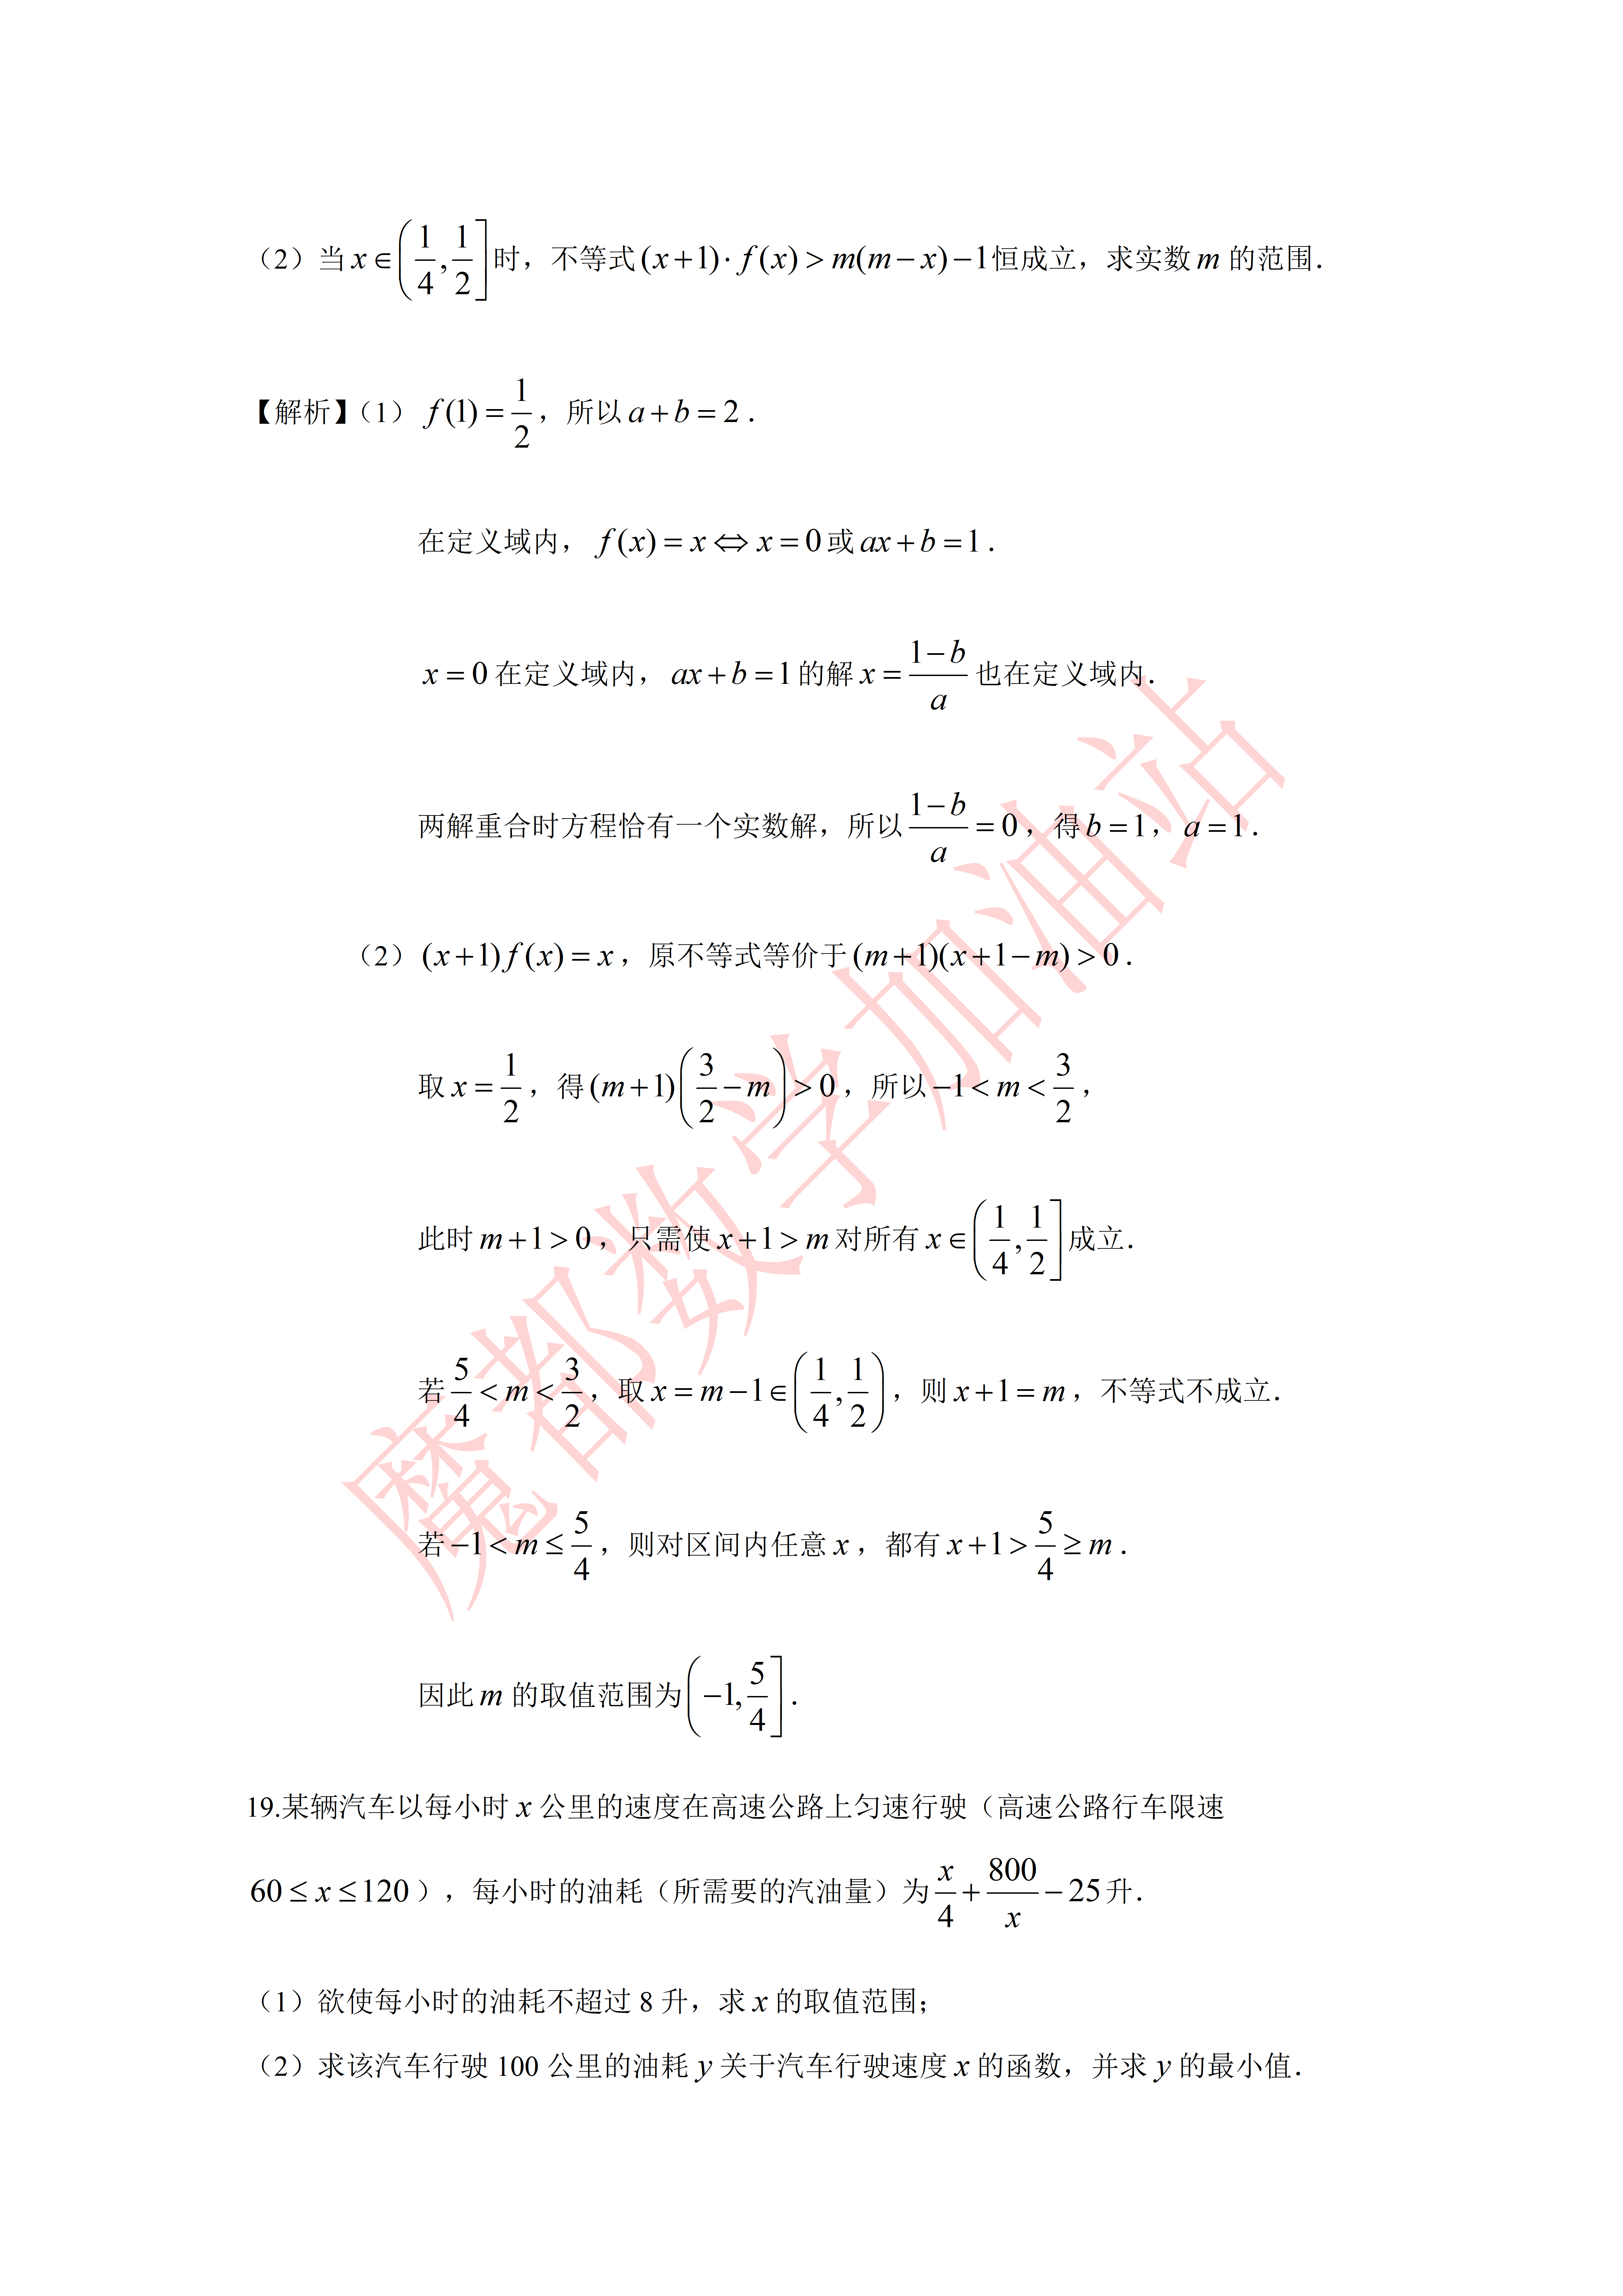 （2）当 x∈(1/4, 1/2] 时，不等式 (x+1)·f(x)>m(m−x)−1恒成立，求实数 m 的范围．
【解析】（1） f(1)=1/2，所以 a+b=2．
在定义域内， f(x)=x⇔x=0或ax+b=1．
x=0在定义域内， ax+b=1的解 x=(1−b)/a 也在定义域内．
两解重合时方程恰有一个实数解，所以 (1−b)/a=0，得b=1，a=1．
（2）(x+1)f(x)=x，原不等式等价于(m+1)(x+1−m)>0．
取 x=1/2，得(m+1)(3/2−m)>0，所以−1<m<3/2，
此时 m+1>0，只需使 x+1>m 对所有 x∈(1/4, 1/2]成立．
若 5/4<m<3/2，取 x=m−1∈(1/4, 1/2)，则 x+1=m，不等式不成立．
若−1<m≤5/4，则对区间内任意 x，都有 x+1>5/4≥m．
因此 m 的取值范围为(−1, 5/4]．
19.某辆汽车以每小时 x 公里的速度在高速公路上匀速行驶（高速公路行车限速
60≤x≤120），每小时的油耗（所需要的汽油量）为 x/4+800/x−25升．
（1）欲使每小时的油耗不超过 8 升，求 x 的取值范围；
（2）求该汽车行驶 100 公里的油耗 y 关于汽车行驶速度 x 的函数，并求 y 的最小值．
魔都数学加油站